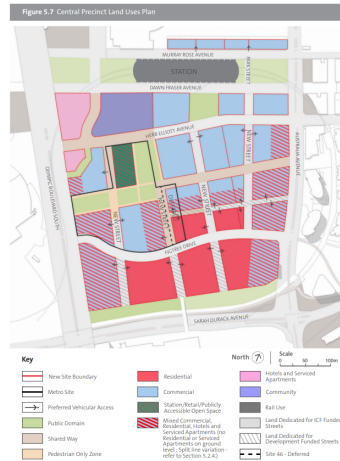 Figure 5.7 Central Precinct Land Uses Plan
MURRAY ROSE AVENUE
PARK STREET
STATION
DAWN FRASER AVENUE
HERB ELLIOTT AVENUE
NEW STREET
AUSTRALIA AVENUE
OLYMPIC BOULEVARD SOUTH
NEW STREET
NEW STREET
FIGTREE DRIVE
SARAH DURACK AVENUE
Key
North
Scale
0 50 100m
New Site Boundary
Metro Site
Preferred Vehicular Access
Public Domain
Shared Way
Pedestrian Only Zone
Residential
Commercial
Station/Retail/Publicly
Accessible Open Space
Mixed Commercial,
Residential, Hotels and
Serviced Apartments (no
Residential or Serviced
Apartments on ground
level ; Split line variation -
refer to Section 5.2.4.)
Hotels and Serviced
Apartments
Community
Rail Use
Land Dedicated for ICF Funded
Streets
Land Dedicated for
Development Funded Streets
Site 66 - Deferred